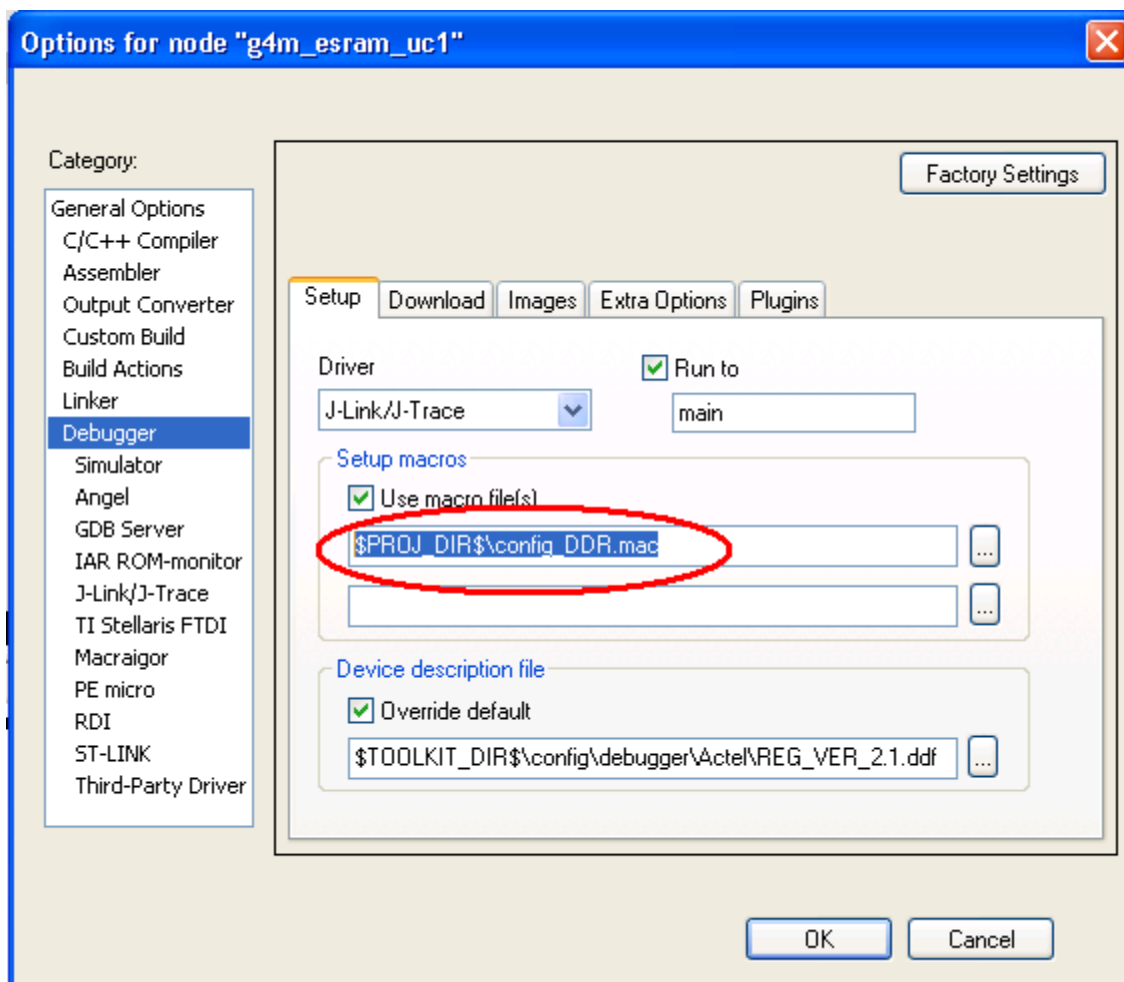 Options for node "g4m_esram_uc1"
Category:
Factory Settings
General Options
C/C++ Compiler
Assembler
Output Converter
Custom Build
Build Actions
Linker
Debugger
Simulator
Angel
GDB Server
IAR ROM-monitor
J-Link/J-Trace
TI Stellaris FTDI
Macraigor
PE micro
RDI
ST-LINK
Third-Party Driver
Setup Download Images Extra Options Plugins
Driver Run to
J-Link/J-Trace main
Setup macros
Use macro file(s)
$PROJ_DIR$\config_DDR.mac ...
...
Device description file
Override default
$TOOLKIT_DIR$\config\debugger\Actel\REG_VER_2.1.ddf ...
OK Cancel